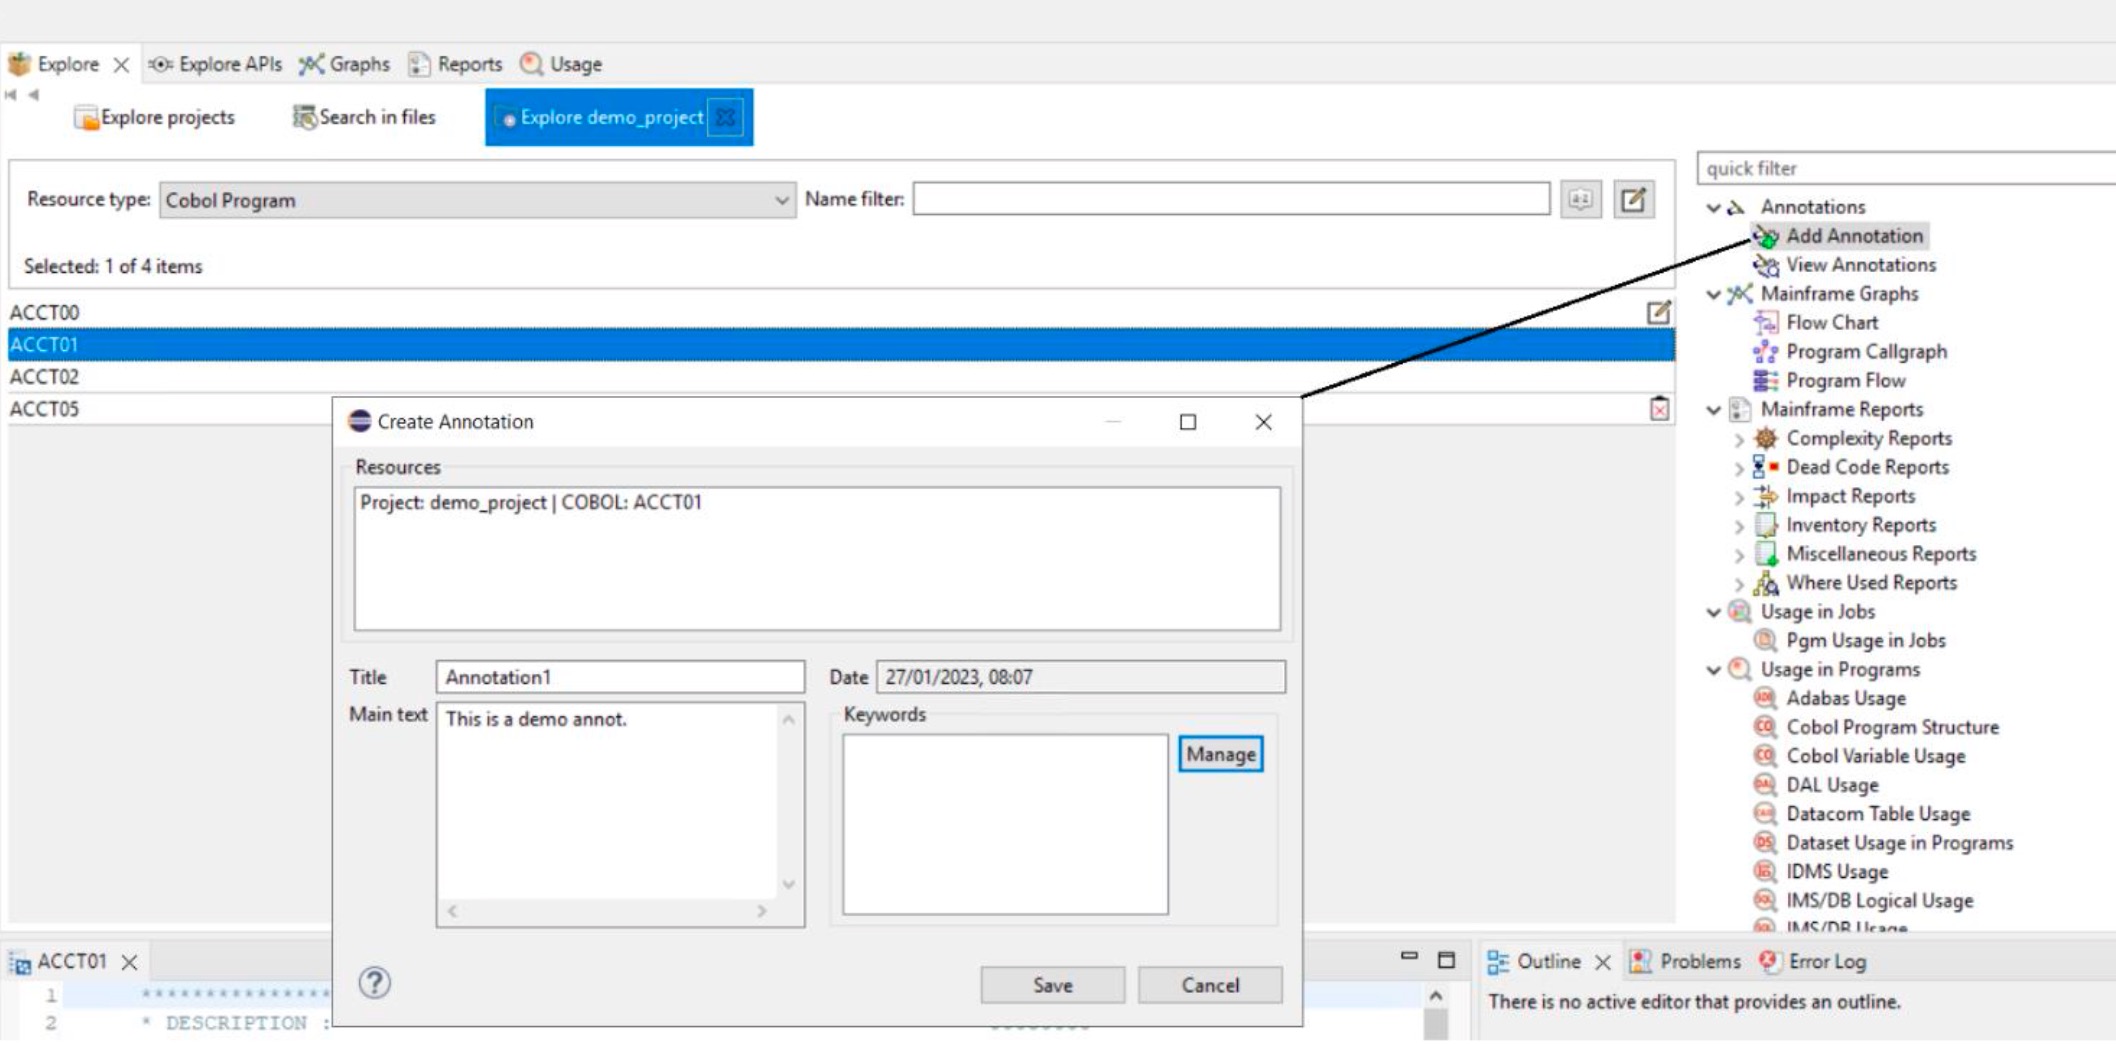 Explore Explore APIs Graphs Reports Usage
Explore projects Search in files Explore demo_project
Resource type: Cobol Program Name filter:
Selected: 1 of 4 items
ACCT00
ACCT01
ACCT02
ACCT05
Create Annotation
Resources
Project: demo_project | COBOL: ACCT01
Title Annotation1 Date 27/01/2023, 08:07
Main text This is a demo annot. Keywords
Manage
Save Cancel
quick filter
Annotations
Add Annotation
View Annotations
Mainframe Graphs
Flow Chart
Program Callgraph
Program Flow
Mainframe Reports
Complexity Reports
Dead Code Reports
Impact Reports
Inventory Reports
Miscellaneous Reports
Where Used Reports
Usage in Jobs
Pgm Usage in Jobs
Usage in Programs
Adabas Usage
Cobol Program Structure
Cobol Variable Usage
DAL Usage
Datacom Table Usage
Dataset Usage in Programs
IDMS Usage
IMS/DB Logical Usage
IMS/DB Usage
ACCT01
1 ***************
2 * DESCRIPTION :
Outline Problems Error Log
There is no active editor that provides an outline.